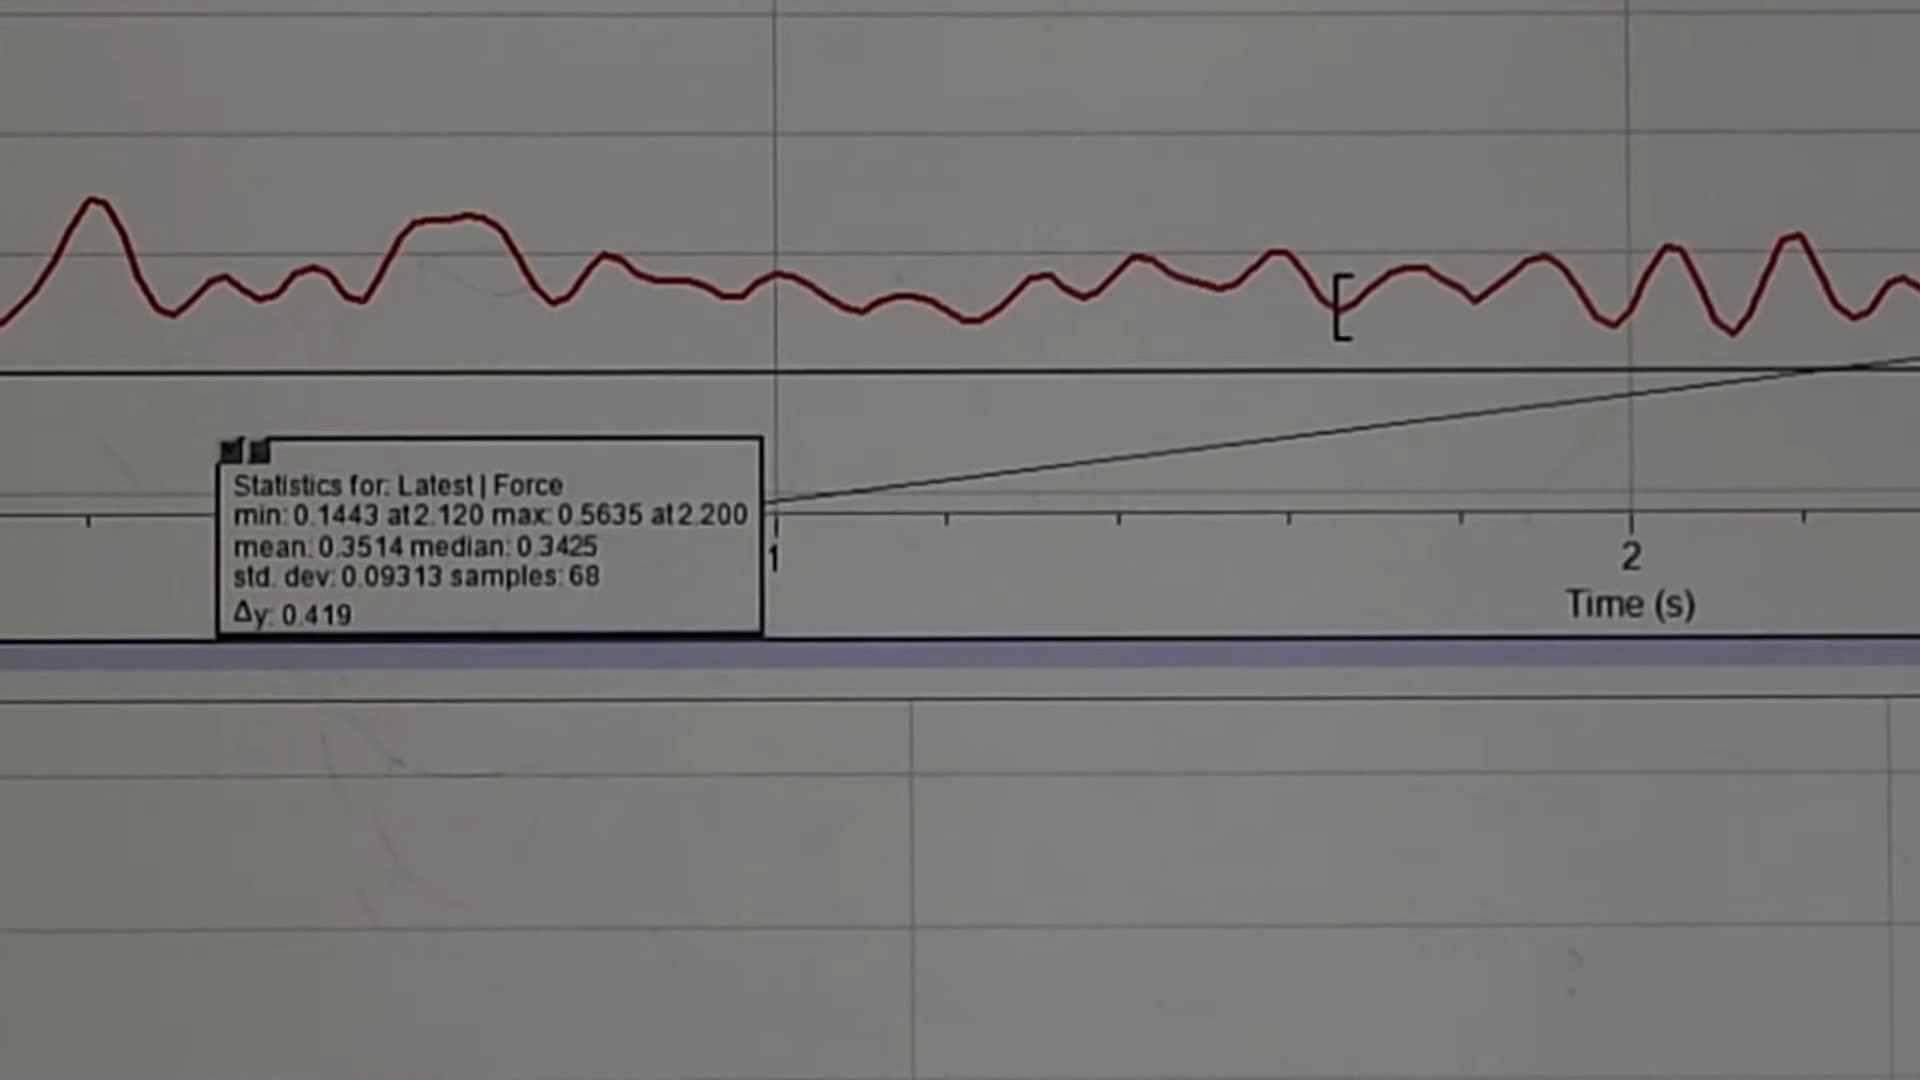 Statistics for: Latest | Force
min: 0.1443 at 2.120 max: 0.5635 at 2.200
mean: 0.3514 median: 0.3425
std. dev: 0.09313 samples: 68
Δy: 0.419
1 2
Time (s)